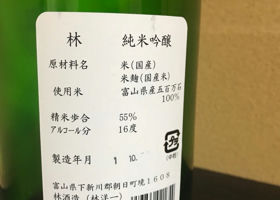 林 純米吟醸
原材料名 米(国産)
米麹(国産米)
使用米 富山県産五百万石
100%
精米歩合 55%
アルコール分 16度
製造年月 1 10.
富山県下新川郡朝日町境1608
林酒造(林洋一)